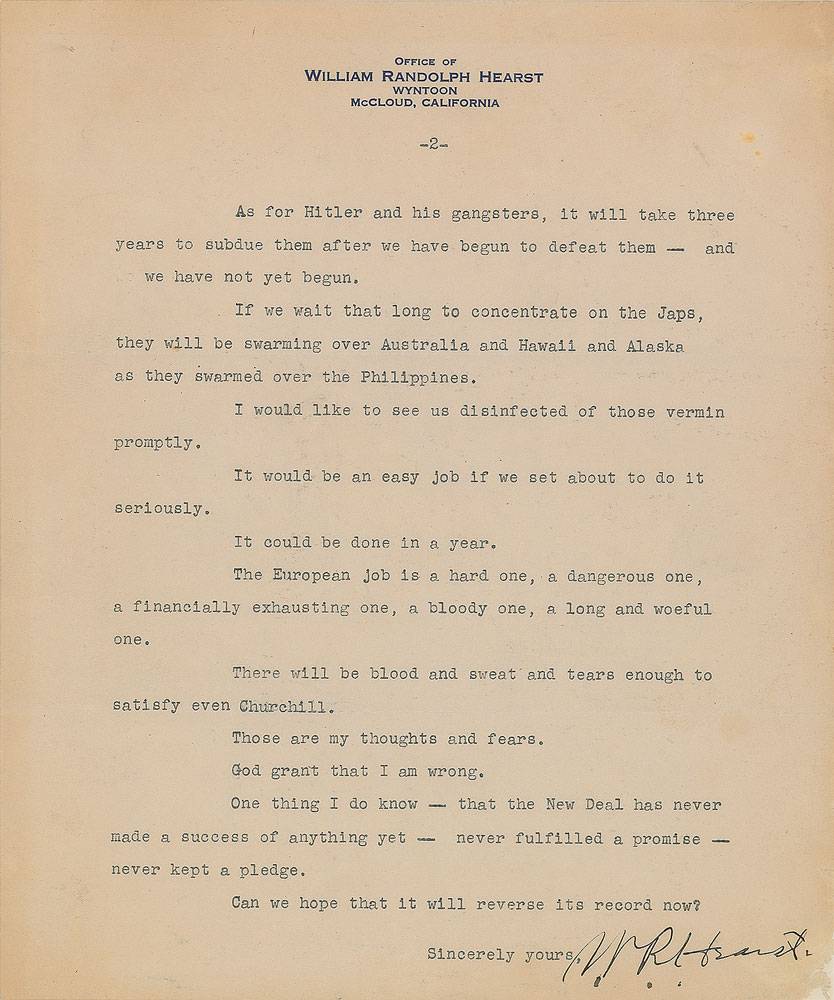 OFFICE OF
WILLIAM RANDOLPH HEARST
WYNTOON
McCLOUD, CALIFORNIA
-2-
As for Hitler and his gangsters, it will take three
years to subdue them after we have begun to defeat them — and
we have not yet begun.
If we wait that long to concentrate on the Japs,
they will be swarming over Australia and Hawaii and Alaska
as they swarmed over the Philippines.
I would like to see us disinfected of those vermin
promptly.
It would be an easy job if we set about to do it
seriously.
It could be done in a year.
The European job is a hard one, a dangerous one,
a financially exhausting one, a bloody one, a long and woeful
one.
There will be blood and sweat and tears enough to
satisfy even Churchill.
Those are my thoughts and fears.
God grant that I am wrong.
One thing I do know — that the New Deal has never
made a success of anything yet — never fulfilled a promise —
never kept a pledge.
Can we hope that it will reverse its record now?
Sincerely yours, W R Hearst.